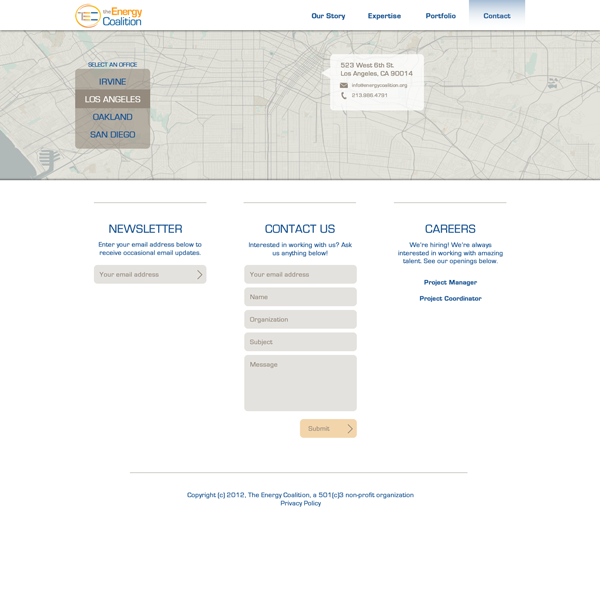 the Energy
Coalition
Our Story
Expertise
Portfolio
Contact
SELECT AN OFFICE
IRVINE
LOS ANGELES
OAKLAND
SAN DIEGO
523 West 6th St.
Los Angeles, CA 90014
info@energycoalition.org
213.986.4791
NEWSLETTER
Enter your email address below to
receive occasional email updates.
Your email address
CONTACT US
Interested in working with us? Ask
us anything below!
Your email address
Name
Organization
Subject
Message
Submit
CAREERS
We're hiring! We're always
interested in working with amazing
talent. See our openings below.
Project Manager
Project Coordinator
Copyright (c) 2012, The Energy Coalition, a 501(c)3 non-profit organization
Privacy Policy